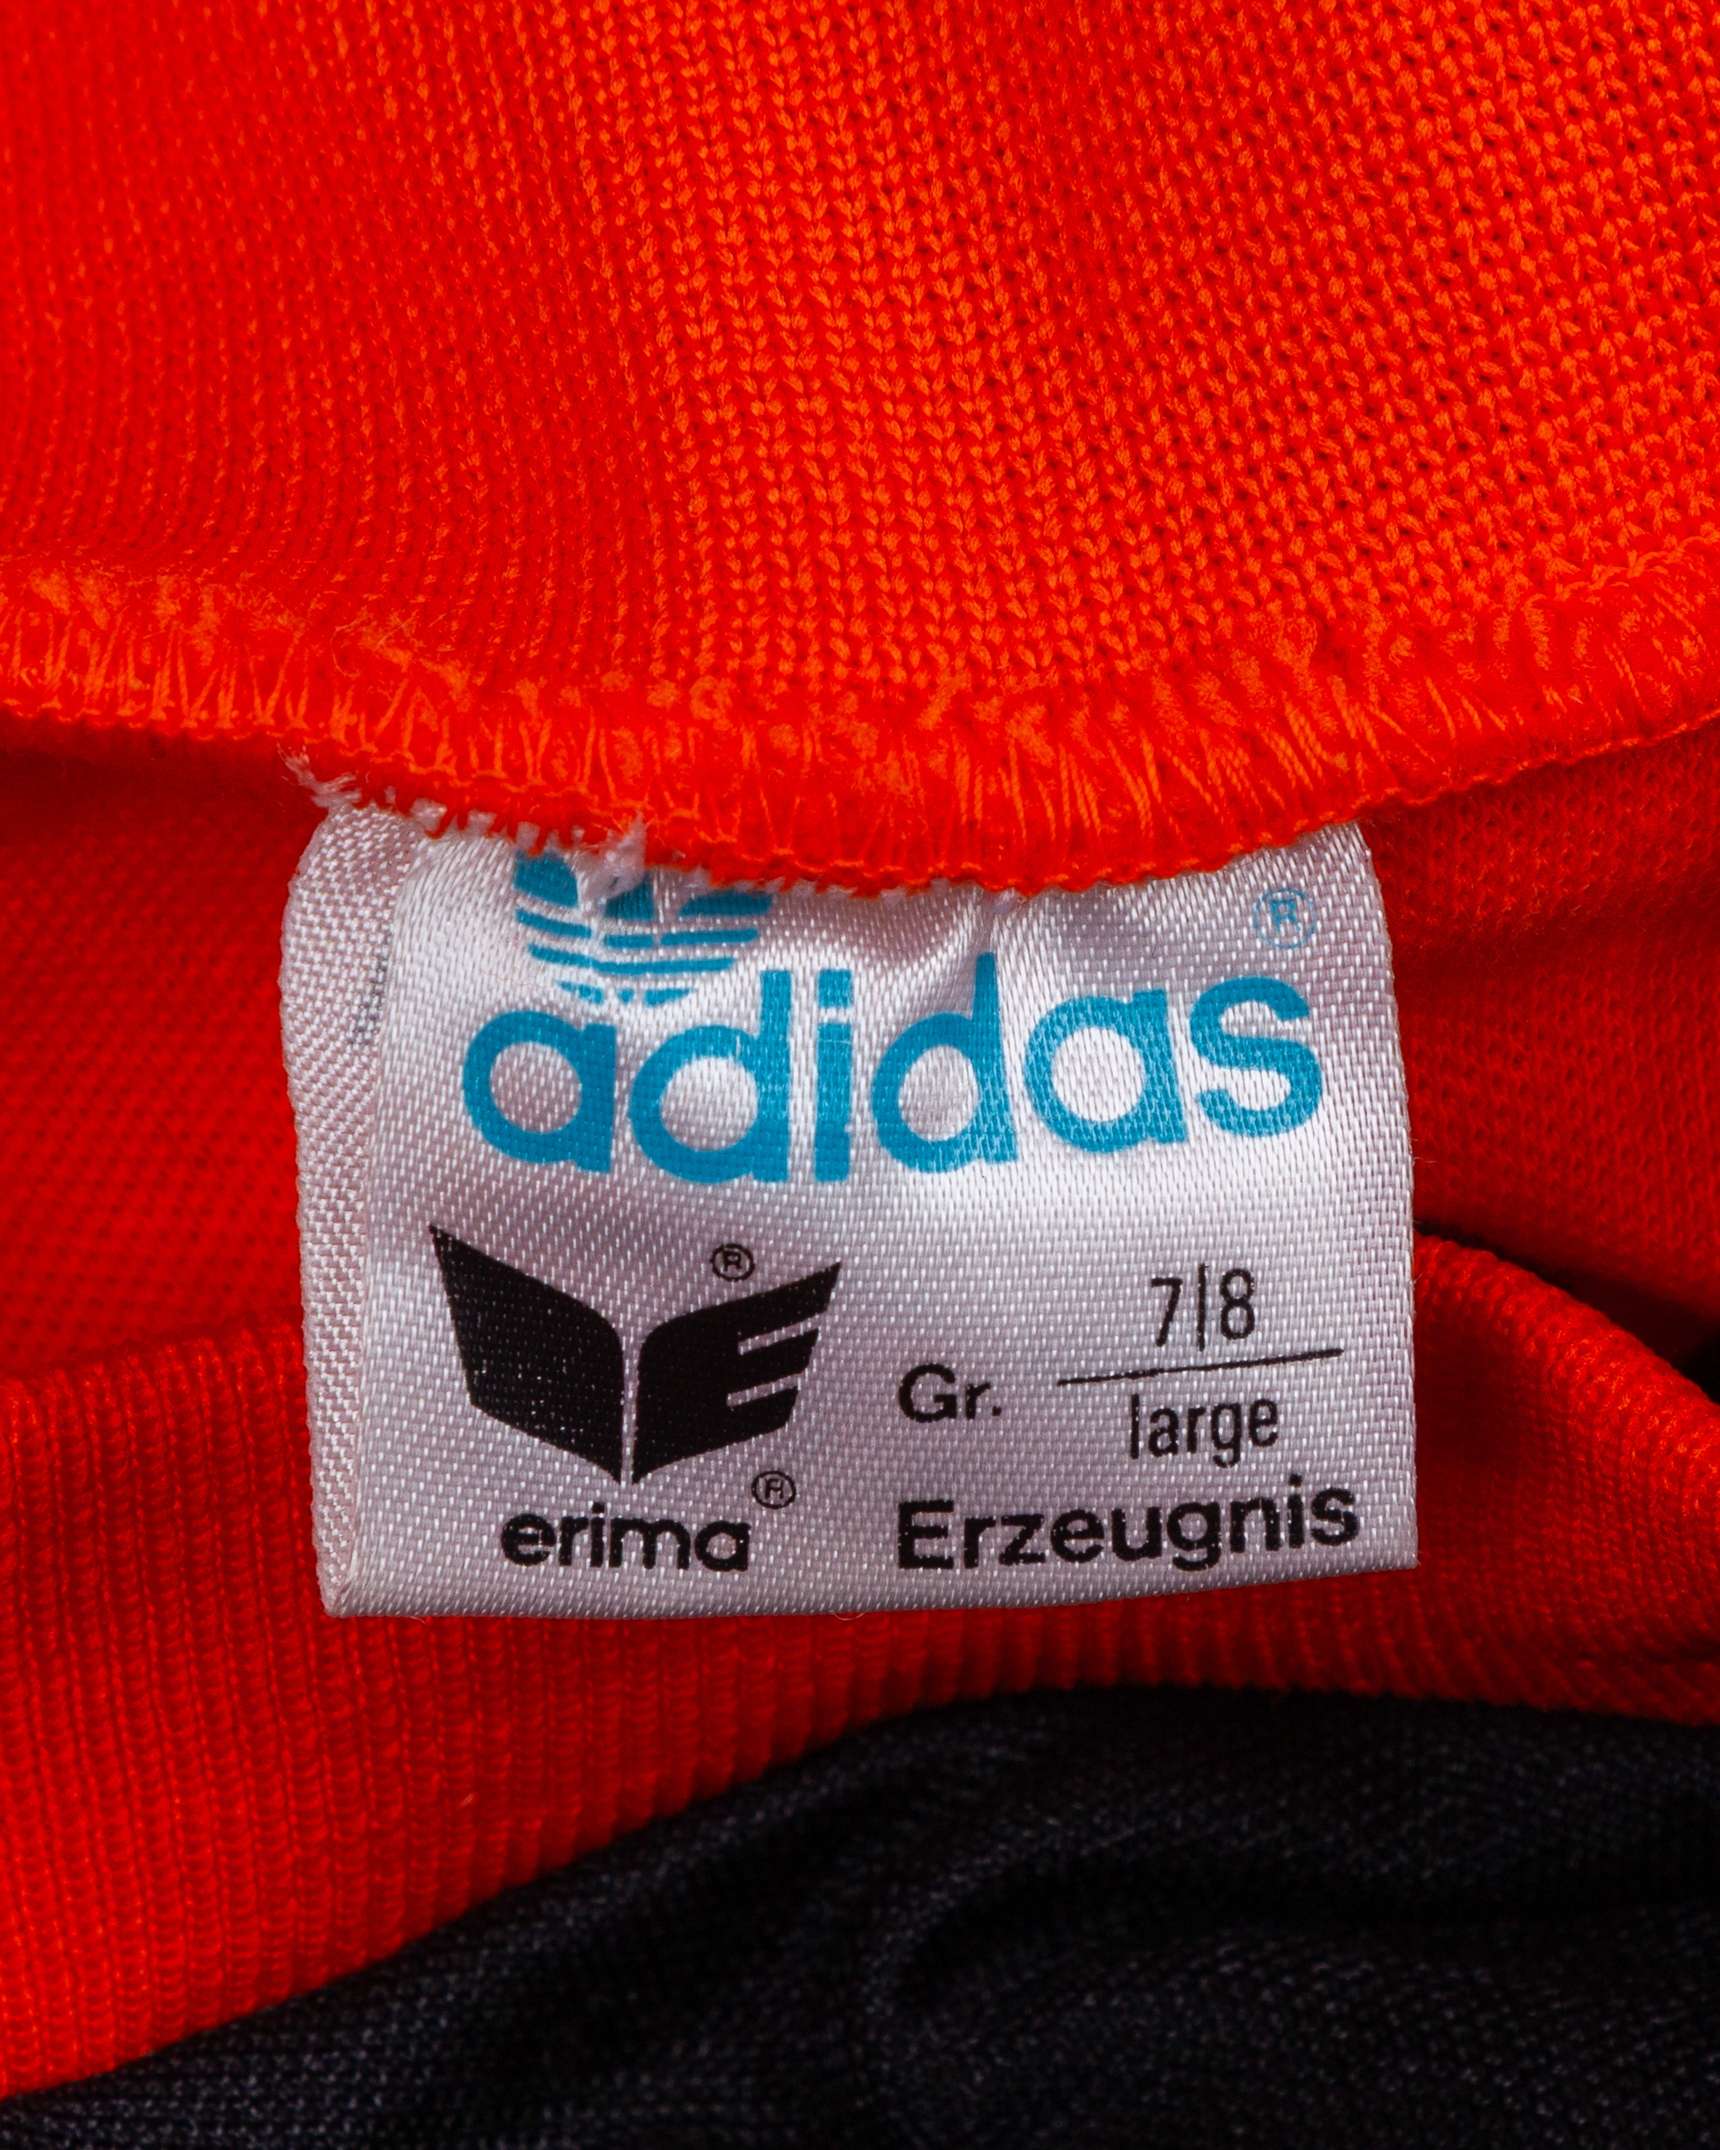 ®
adidas
®
7|8
Gr.
large
®
erima Erzeugnis